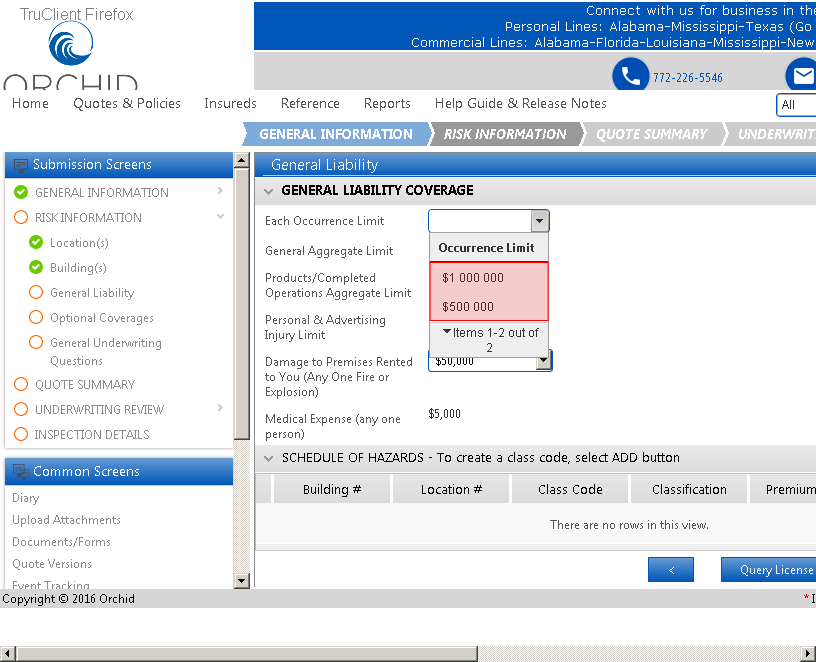 TruClient Firefox
ORCHID
Connect with us for business in the
Personal Lines: Alabama-Mississippi-Texas (Go
Commercial Lines: Alabama-Florida-Louisiana-Mississippi-New
772-226-5546
Home Quotes & Policies Insureds Reference Reports Help Guide & Release Notes All
GENERAL INFORMATION RISK INFORMATION QUOTE SUMMARY UNDERWRIT
Submission Screens
GENERAL INFORMATION
RISK INFORMATION
Location(s)
Building(s)
General Liability
Optional Coverages
General Underwriting
Questions
QUOTE SUMMARY
UNDERWRITING REVIEW
INSPECTION DETAILS
Common Screens
Diary
Upload Attachments
Documents/Forms
Quote Versions
Event Tracking
General Liability
GENERAL LIABILITY COVERAGE
Each Occurrence Limit
Occurrence Limit
$1 000 000
$500 000
Items 1-2 out of
2
General Aggregate Limit
Products/Completed
Operations Aggregate Limit
Personal & Advertising
Injury Limit
Damage to Premises Rented
to You (Any One Fire or
Explosion)
$50,000
Medical Expense (any one
person)
$5,000
SCHEDULE OF HAZARDS - To create a class code, select ADD button
Building # Location # Class Code Classification Premium
There are no rows in this view.
< Query License
Copyright © 2016 Orchid
* I